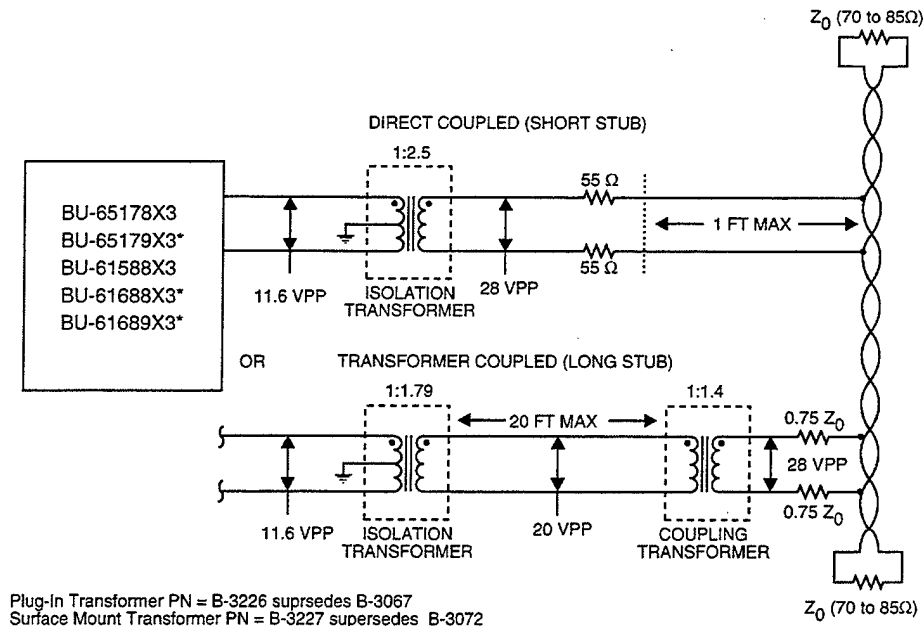 Z0 (70 to 85Ω)
DIRECT COUPLED (SHORT STUB)
1:2.5
55 Ω
1 FT MAX
55 Ω
11.6 VPP
ISOLATION
TRANSFORMER
28 VPP
BU-65178X3
BU-65179X3*
BU-61588X3
BU-61688X3*
BU-61689X3*
OR
TRANSFORMER COUPLED (LONG STUB)
1:1.79
20 FT MAX
1:1.4
0.75 Z0
28 VPP
0.75 Z0
11.6 VPP
ISOLATION
TRANSFORMER
20 VPP
COUPLING
TRANSFORMER
Z0 (70 to 85Ω)
Plug-In Transformer PN = B-3226 suprsedes B-3067
Surface Mount Transformer PN = B-3227 supersedes B-3072